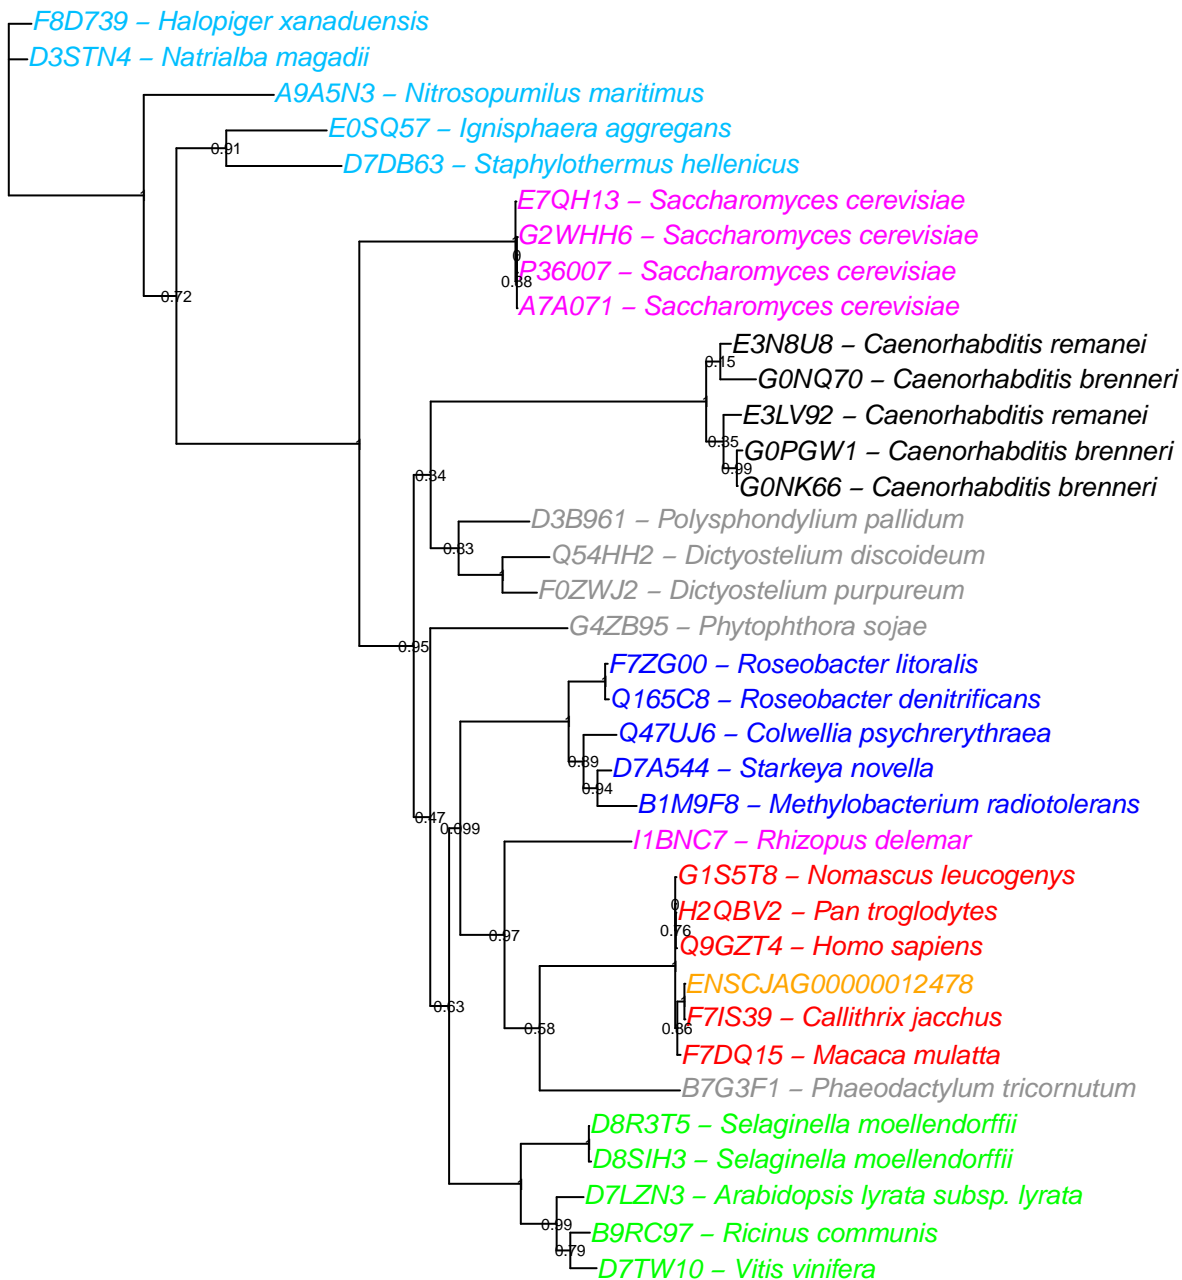 F8D739 – Halopiger xanaduensis
D3STN4 – Natrialba magadii
A9A5N3 – Nitrosopumilus maritimus
E0SQ57 – Ignisphaera aggregans
0.91
D7DB63 – Staphylothermus hellenicus
E7QH13 – Saccharomyces cerevisiae
G2WHH6 – Saccharomyces cerevisiae
0
P36007 – Saccharomyces cerevisiae
0.88
0.72
A7A071 – Saccharomyces cerevisiae
E3N8U8 – Caenorhabditis remanei
0.15
G0NQ70 – Caenorhabditis brenneri
E3LV92 – Caenorhabditis remanei
0.35
G0PGW1 – Caenorhabditis brenneri
0.99
0.34
G0NK66 – Caenorhabditis brenneri
D3B961 – Polysphondylium pallidum
0.33
Q54HH2 – Dictyostelium discoideum
F0ZWJ2 – Dictyostelium purpureum
G4ZB95 – Phytophthora sojae
0.95
F7ZG00 – Roseobacter litoralis
Q165C8 – Roseobacter denitrificans
Q47UJ6 – Colwellia psychrerythraea
0.39
D7A544 – Starkeya novella
0.94
B1M9F8 – Methylobacterium radiotolerans
0.47
0.099
I1BNC7 – Rhizopus delemar
G1S5T8 – Nomascus leucogenys
0
H2QBV2 – Pan troglodytes
0.76
0.97
Q9GZT4 – Homo sapiens
ENSCJAG00000012478
0.63
F7IS39 – Callithrix jacchus
0.58
0.86
F7DQ15 – Macaca mulatta
B7G3F1 – Phaeodactylum tricornutum
D8R3T5 – Selaginella moellendorffii
D8SIH3 – Selaginella moellendorffii
D7LZN3 – Arabidopsis lyrata subsp. lyrata
0.99
B9RC97 – Ricinus communis
0.79
D7TW10 – Vitis vinifera